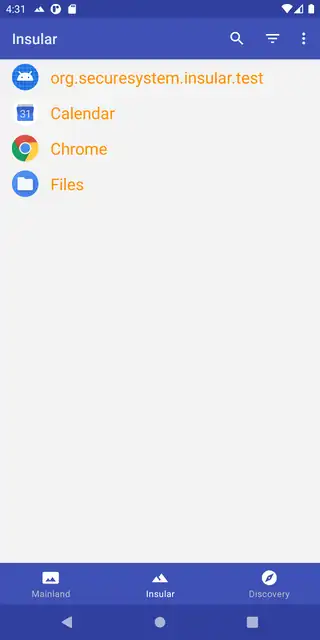 4:31
Insular
org.securesystem.insular.test
31
Calendar
Chrome
Files
Mainland
Insular
Discovery